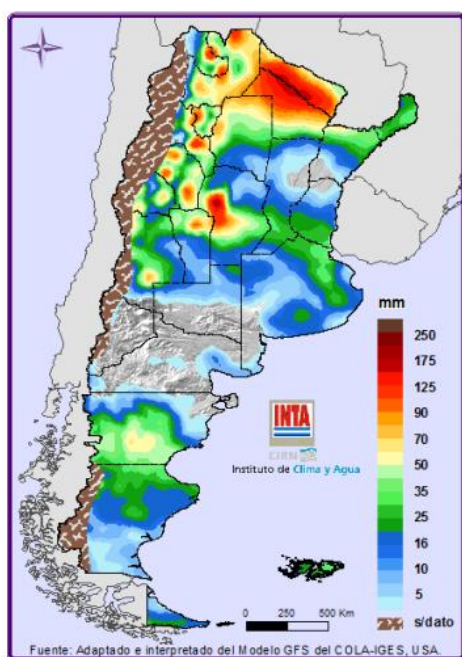 mm
250
175
125
90
70
50
35
25
16
10
5
s/dato
INTA
CIRN
Instituto de Clima y Agua
0 250 500 Km
Fuente: Adaptado e interpretado del Modelo GFS del COLA-IGES, USA.